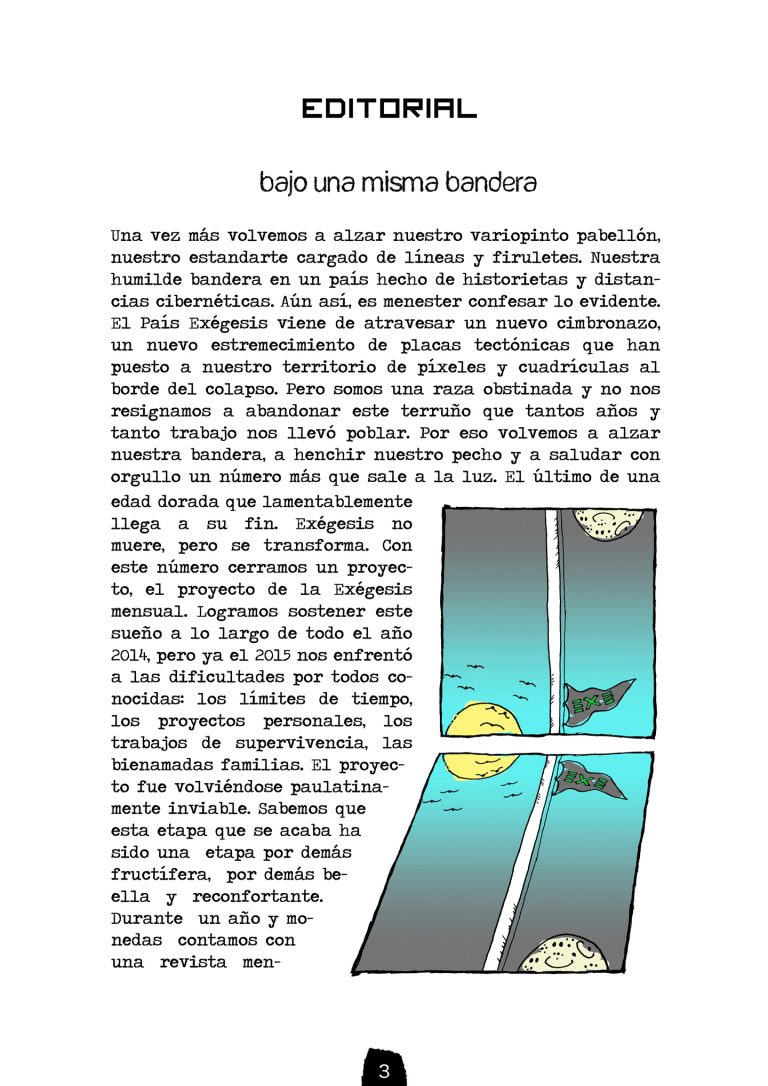 EDITORIAL
bajo una misma bandera
Una vez más volvemos a alzar nuestro variopinto pabellón,
nuestro estandarte cargado de líneas y firuletes. Nuestra
humilde bandera en un país hecho de historietas y distan-
cias cibernéticas. Aún así, es menester confesar lo evidente.
El País Exégesis viene de atravesar un nuevo cimbronazo,
un nuevo estremecimiento de placas tectónicas que han
puesto a nuestro territorio de píxeles y cuadrículas al
borde del colapso. Pero somos una raza obstinada y no nos
resignamos a abandonar este terruño que tantos años y
tanto trabajo nos llevó poblar. Por eso volvemos a alzar
nuestra bandera, a henchir nuestro pecho y a saludar con
orgullo un número más que sale a la luz. El último de una
edad dorada que lamentablemente
llega a su fin. Exégesis no
muere, pero se transforma. Con
este número cerramos un proyec-
to, el proyecto de la Exégesis
mensual. Logramos sostener este
sueño a lo largo de todo el año
2014, pero ya el 2015 nos enfrentó
a las dificultades por todos co-
nocidas: los límites de tiempo,
los proyectos personales, los
trabajos de supervivencia, las
bienamadas familias. El proyec-
to fue volviéndose paulatina-
mente inviable. Sabemos que
esta etapa que se acaba ha
sido una etapa por demás
fructífera, por demás be-
ella y reconfortante.
Durante un año y mo-
nedas contamos con
una revista men-
EXE
EXE
3